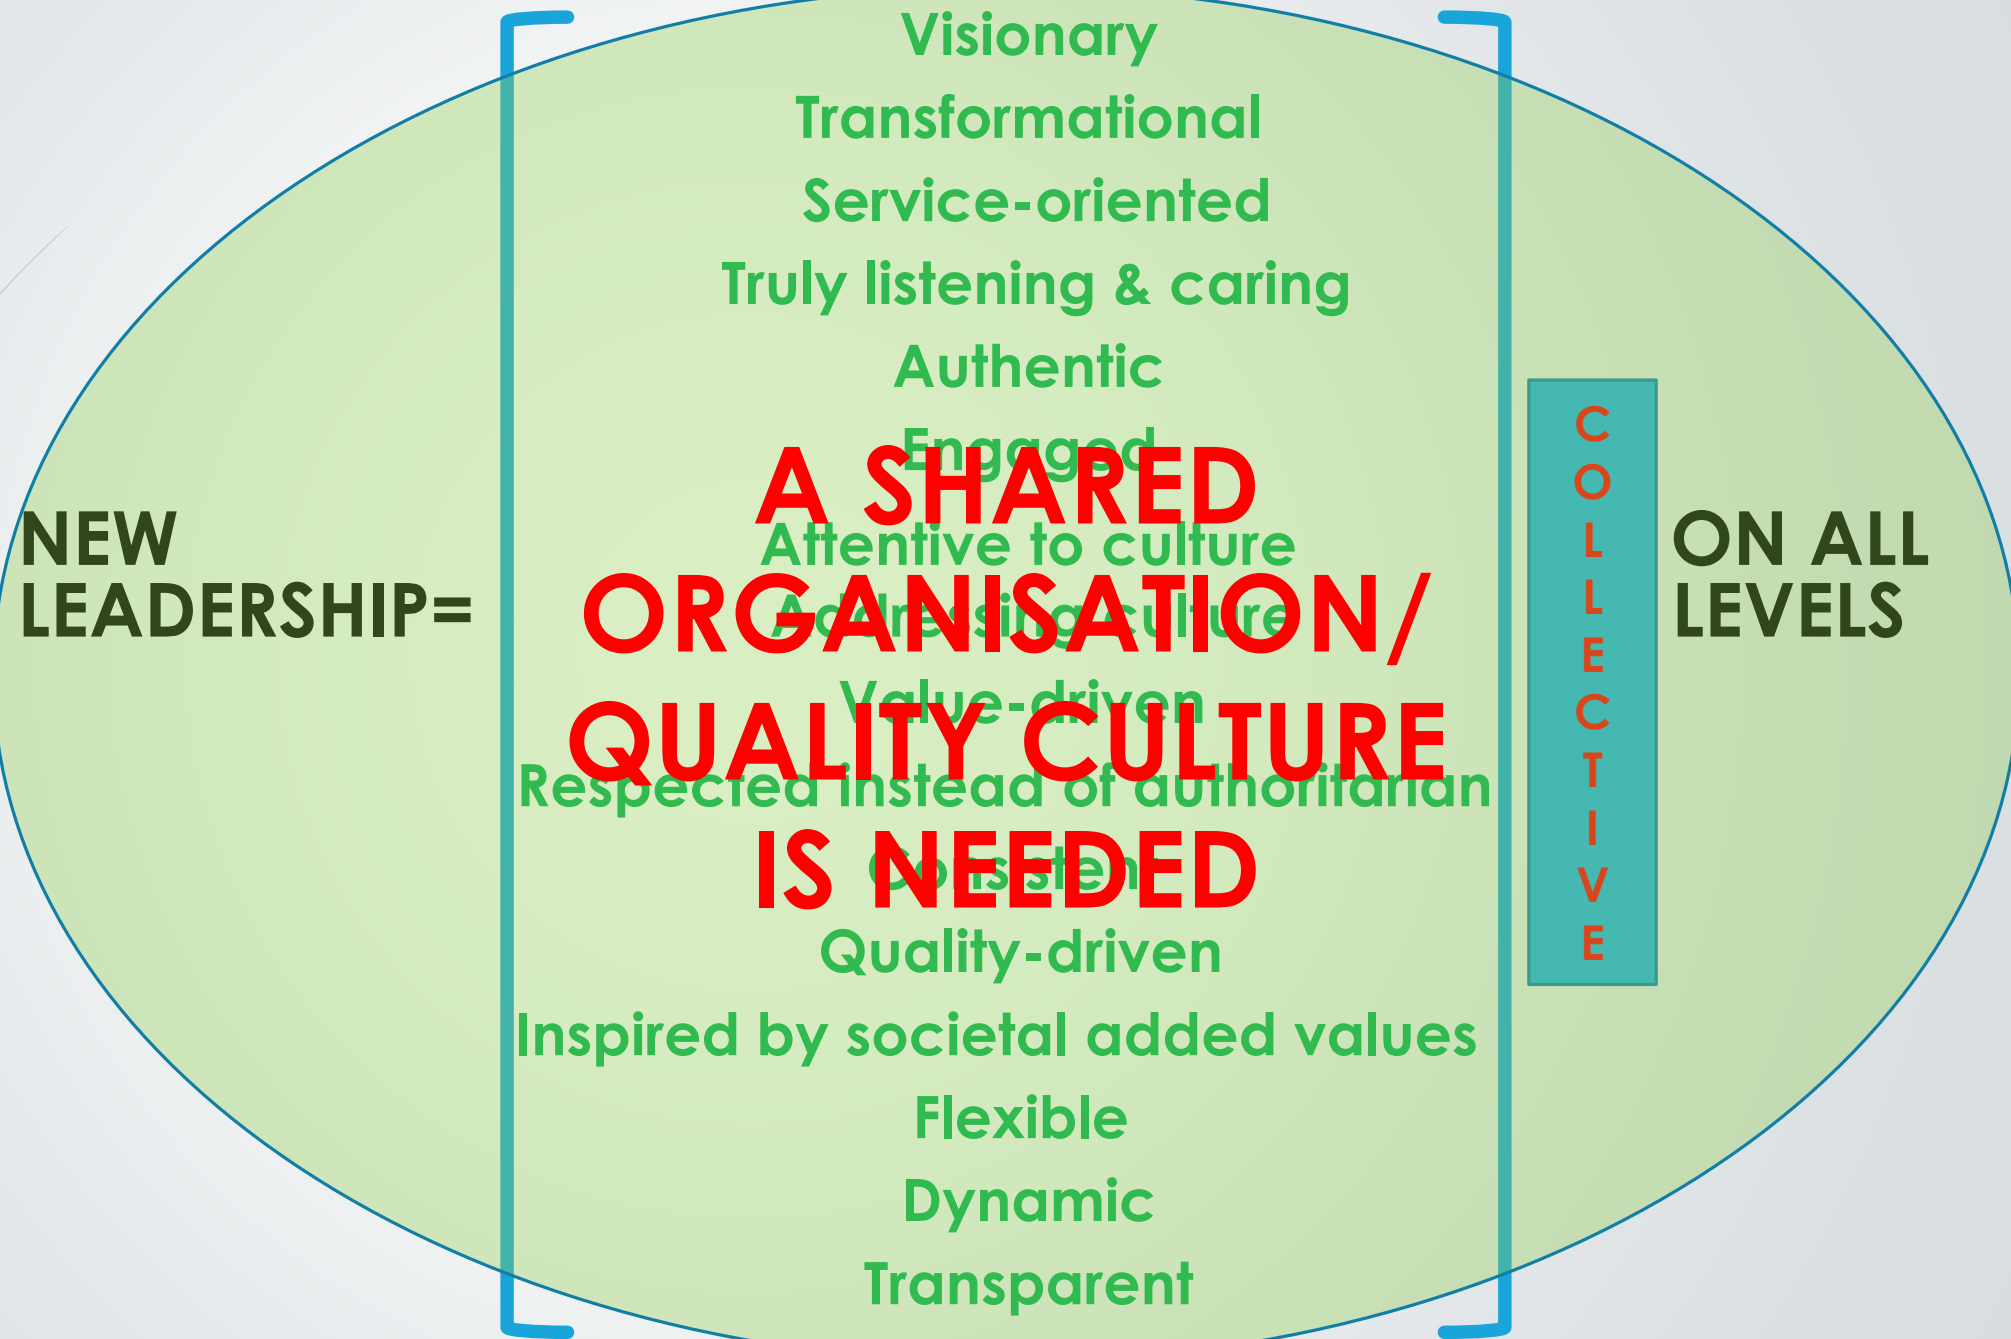 Visionary
Transformational
Service-oriented
Truly listening & caring
Authentic
Engaged
Attentive to culture
Addressing culture
Value-driven
Respected instead of authoritarian
Consistent
Quality-driven
Inspired by societal added values
Flexible
Dynamic
Transparent
NEW
LEADERSHIP=
A SHARED
ORGANISATION/
QUALITY CULTURE
IS NEEDED
C
O
L
L
E
C
T
I
V
E
ON ALL
LEVELS